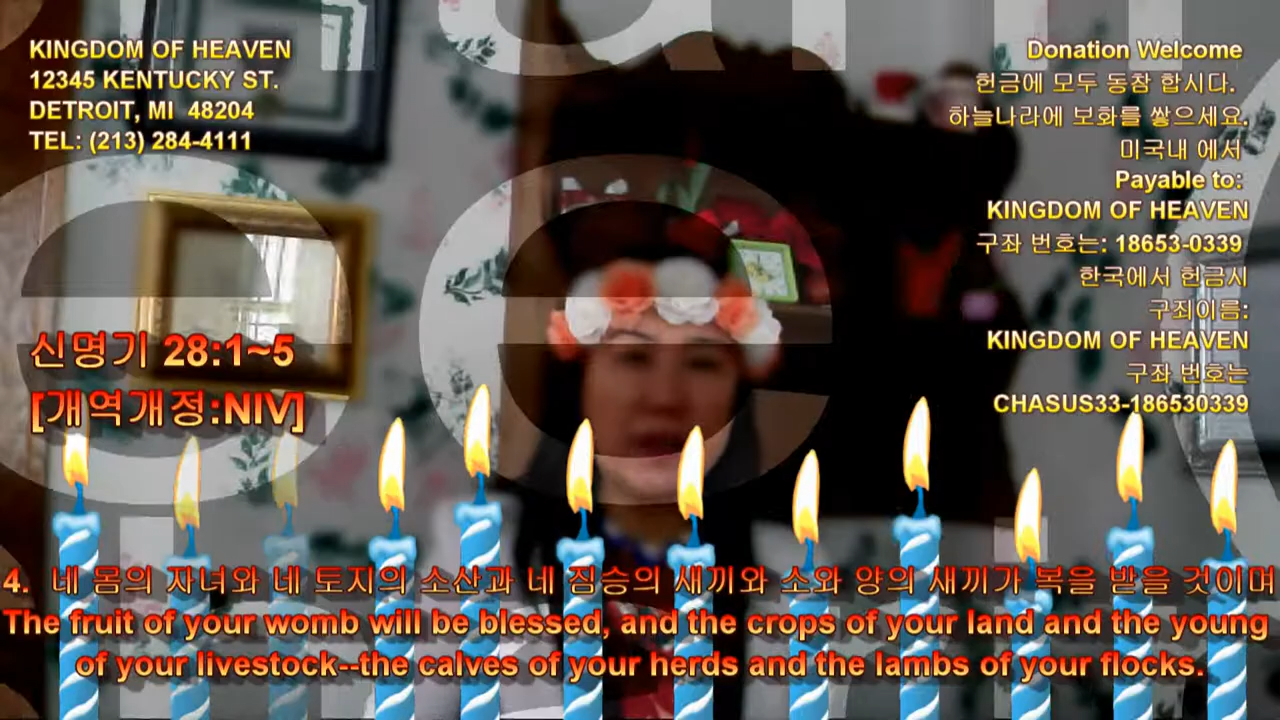 KINGDOM OF HEAVEN
12345 KENTUCKY ST.
DETROIT, MI 48204
TEL: (213) 284-4111
Donation Welcome
헌금에 모두 동참 합시다.
하늘나라에 보화를 쌓으세요.
미국내 에서
Payable to:
KINGDOM OF HEAVEN
구좌 번호는: 18653-0339
한국에서 헌금시
구좌이름:
KINGDOM OF HEAVEN
구좌 번호는
CHASUS33-186530339
신명기 28:1~5
[개역개정:NIV]
4. 네 몸의 자녀와 네 토지의 소산과 네 짐승의 새끼와 소와 양의 새끼가 복을 받을 것이며
The fruit of your womb will be blessed, and the crops of your land and the young
of your livestock--the calves of your herds and the lambs of your flocks.